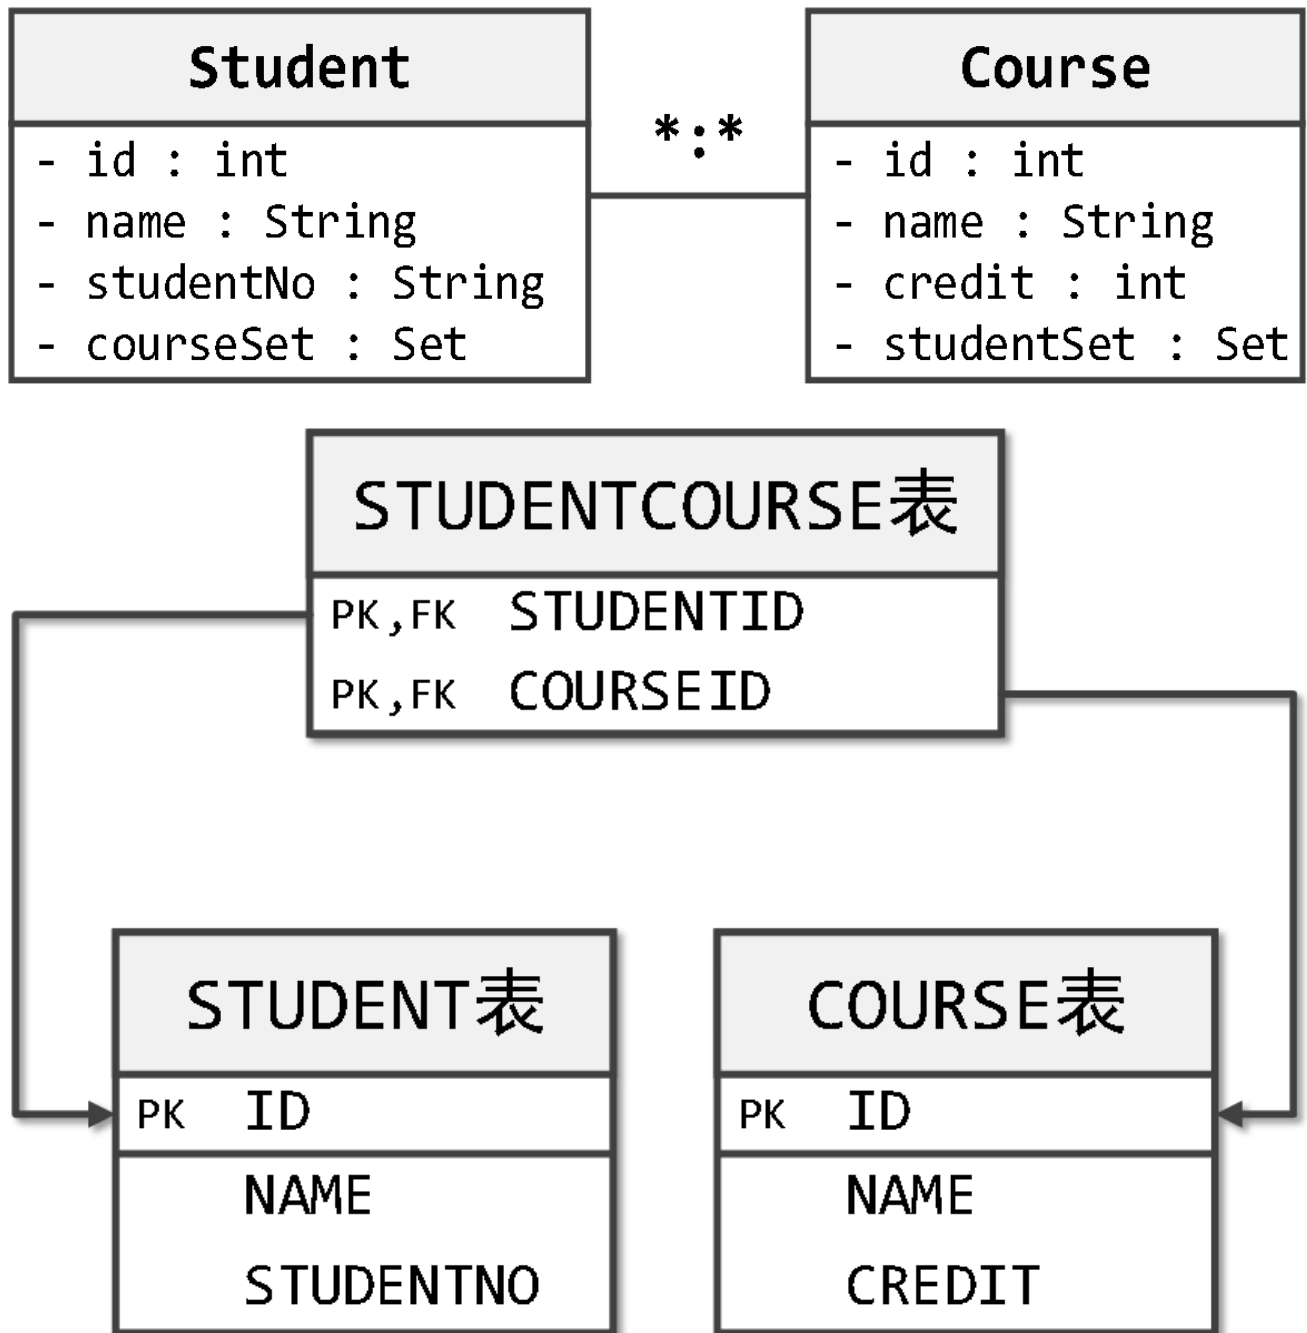 Student
- id : int
- name : String
- studentNo : String
- courseSet : Set
*:*
Course
- id : int
- name : String
- credit : int
- studentSet : Set
STUDENTCOURSE表
PK,FK STUDENTID
PK,FK COURSEID
STUDENT表
PK ID
NAME
STUDENTNO
COURSE表
PK ID
NAME
CREDIT